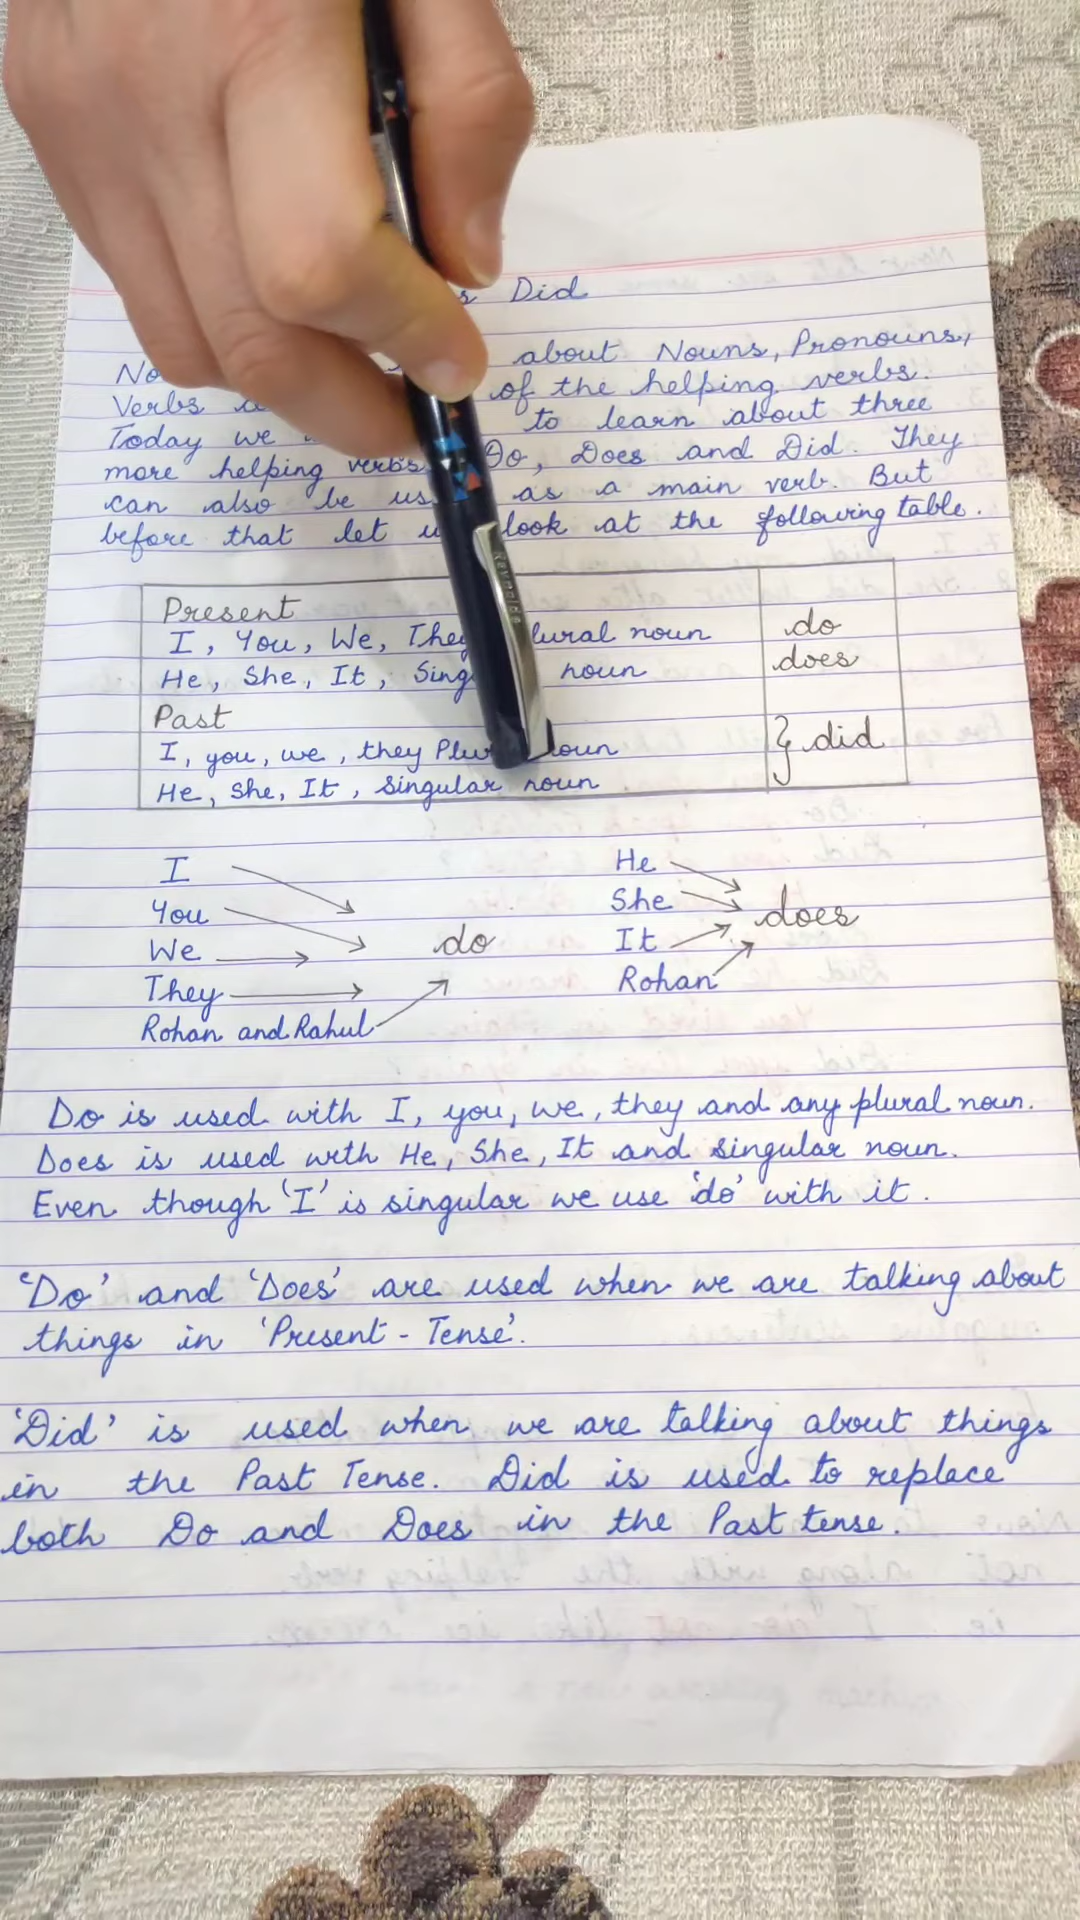 Did
about Nouns, Pronouns,
Verbs of the helping verbs.
Today we to learn about three
more helping verbs Do, Does and Did. They
can also be as a main verb. But
before that let look at the following table.
Present
I, You, We, They plural noun do
He, She, It, noun does
Past
I, you, we, they noun } did
He, She, It, Singular noun
I
You
We
They
Rohan and Rahul
do
He
She
It
Rohan
does
Do is used with I, you, we, they and any plural noun.
Does is used with He, She, It and singular noun.
Even though 'I' is singular we use 'do' with it.
'Do' and 'Does' are used when we are talking about
things in 'Present - Tense'.
'Did' is used when we are talking about things
in the Past Tense. Did is used to replace
both Do and Does in the Past tense.